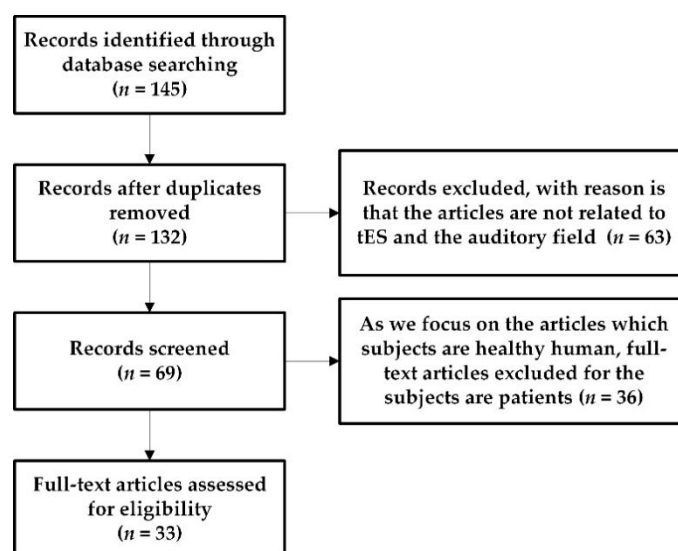 Records identified through
database searching
(n = 145)
Records after duplicates
removed
(n = 132)
Records excluded, with reason is
that the articles are not related to
tES and the auditory field (n = 63)
Records screened
(n = 69)
As we focus on the articles which
subjects are healthy human, full-
text articles excluded for the
subjects are patients (n = 36)
Full-text articles assessed
for eligibility
(n = 33)